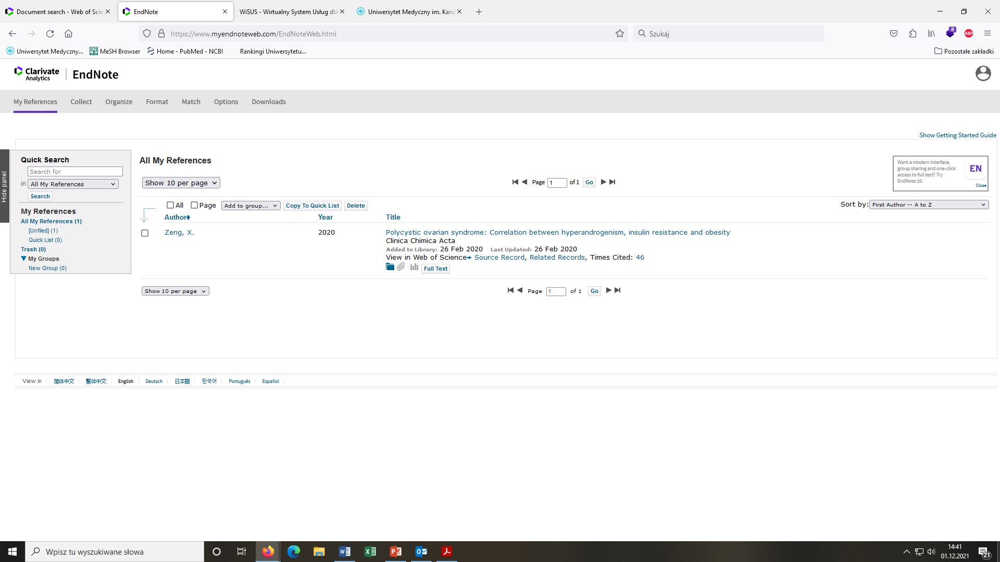 Document search - Web of Scie
EndNote
WiSUS - Wirtualny System Usług dla
Uniwersytet Medyczny im. Karol
https://www.myendnoteweb.com/EndNoteWeb.html
Szukaj
8
ABP
Uniwersytet Medyczny...
MeSH Browser
Home - PubMed - NCBI
Rankingi Uniwersytetu...
Pozostałe zakładki
Clarivate
Analytics
EndNote
My References
Collect
Organize
Format
Match
Options
Downloads
Show Getting Started Guide
Hide panel
Quick Search
Search for
in All My References
Search
My References
All My References (1)
[Unfiled] (1)
Quick List (0)
Trash (0)
My Groups
New Group (0)
All My References
Show 10 per page
Page 1 of 1 Go
Want a modern interface,
group sharing and one-click
access to full text? Try
EndNote 20.
EN
Close
All Page Add to group... Copy To Quick List Delete
Sort by: First Author -- A to Z
Author Year Title
Zeng, X. 2020 Polycystic ovarian syndrome: Correlation between hyperandrogenism, insulin resistance and obesity
Clinica Chimica Acta
Added to Library: 26 Feb 2020 Last Updated: 26 Feb 2020
View in Web of Science Source Record, Related Records, Times Cited: 46
Full Text
Show 10 per page
Page 1 of 1 Go
View in 简体中文 繁体中文 English Deutsch 日本語 한국어 Português Español
Wpisz tu wyszukiwane słowa
14:41
01.12.2021
21